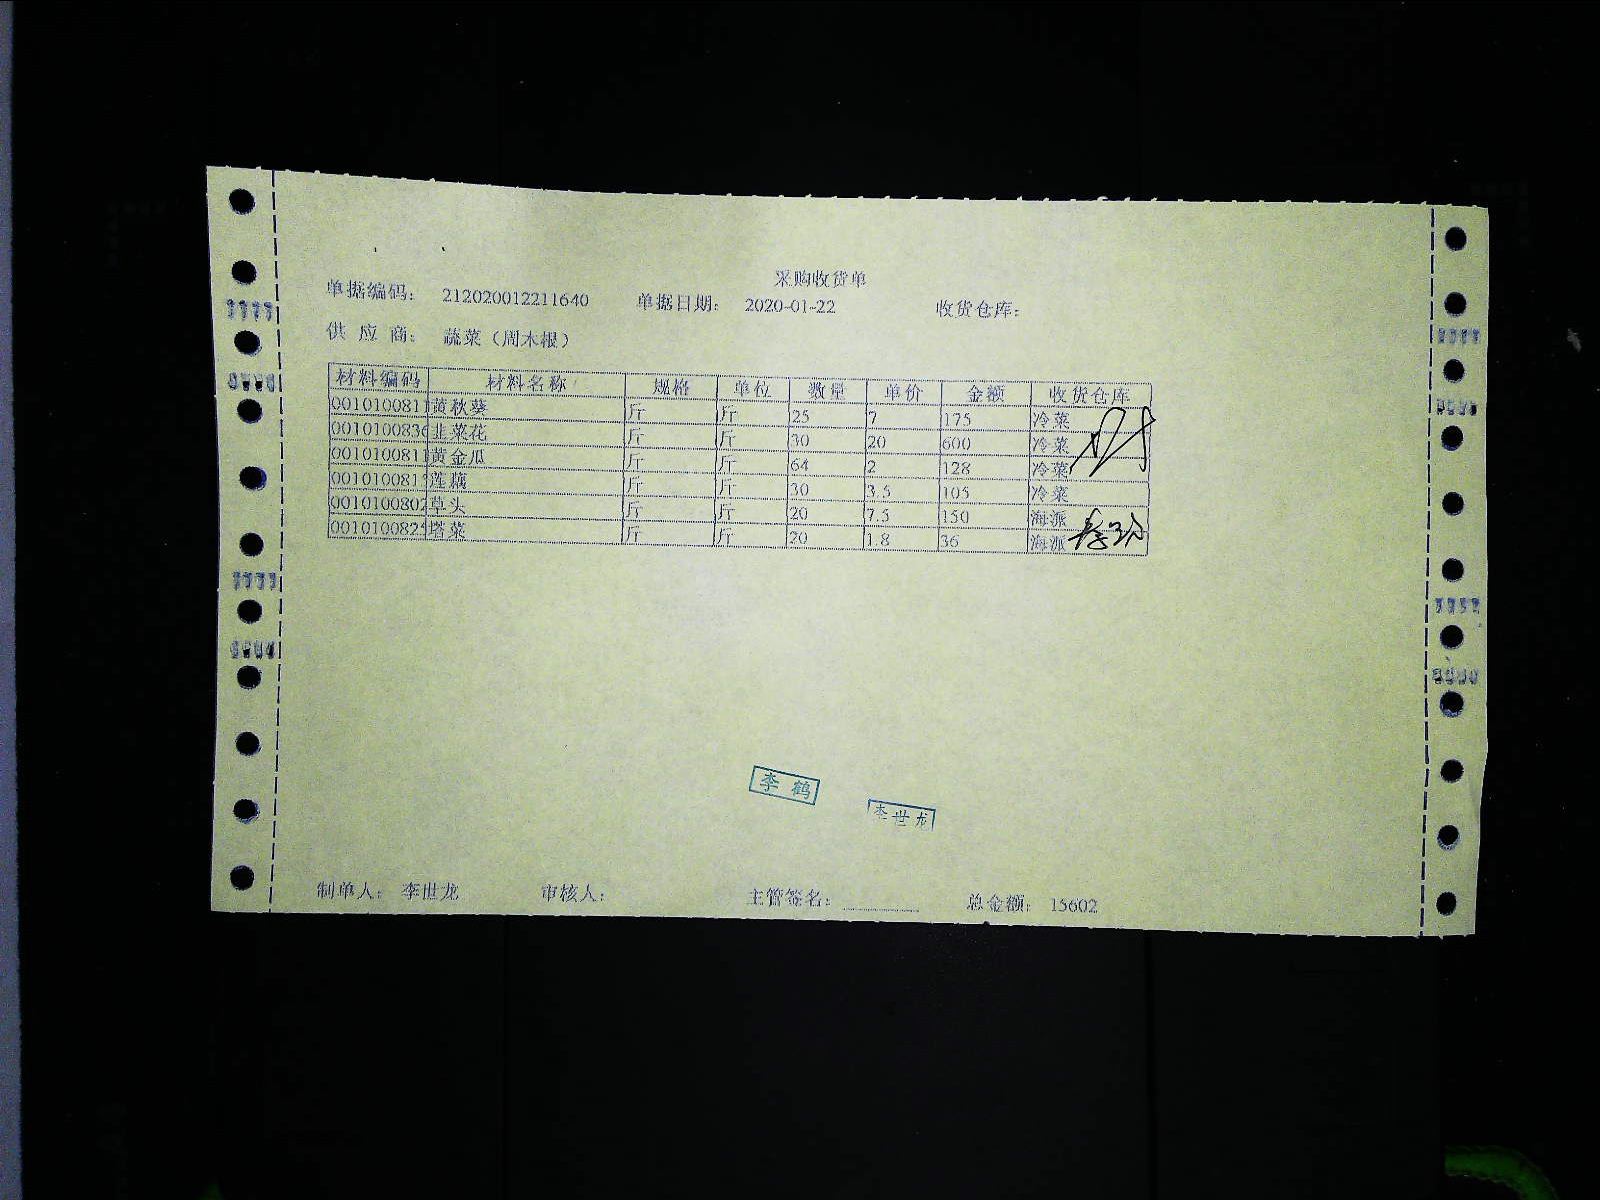 采购收货单
单据编码: 212020012211640 单据日期: 2020-01-22 收货仓库:
供 应 商: 蔬菜（周木根）
材料编码 材料名称 规格 单位 数量 单价 金额 收货仓库
0010100811 黄秋葵 斤 斤 25 7 175 冷菜
001010083 韭菜花 斤 斤 30 20 600 冷菜
0010100811 黄金瓜 斤 斤 64 2 128 冷菜
001010081 莲藕 斤 斤 30 3.5 105 冷菜
001010080 草头 斤 斤 20 7.5 150 海派
001010082 塔菜 斤 斤 20 1.8 36 海派
李 鹤
李世龙
制单人: 李世龙 审核人: 主管签名: 总金额: 15602